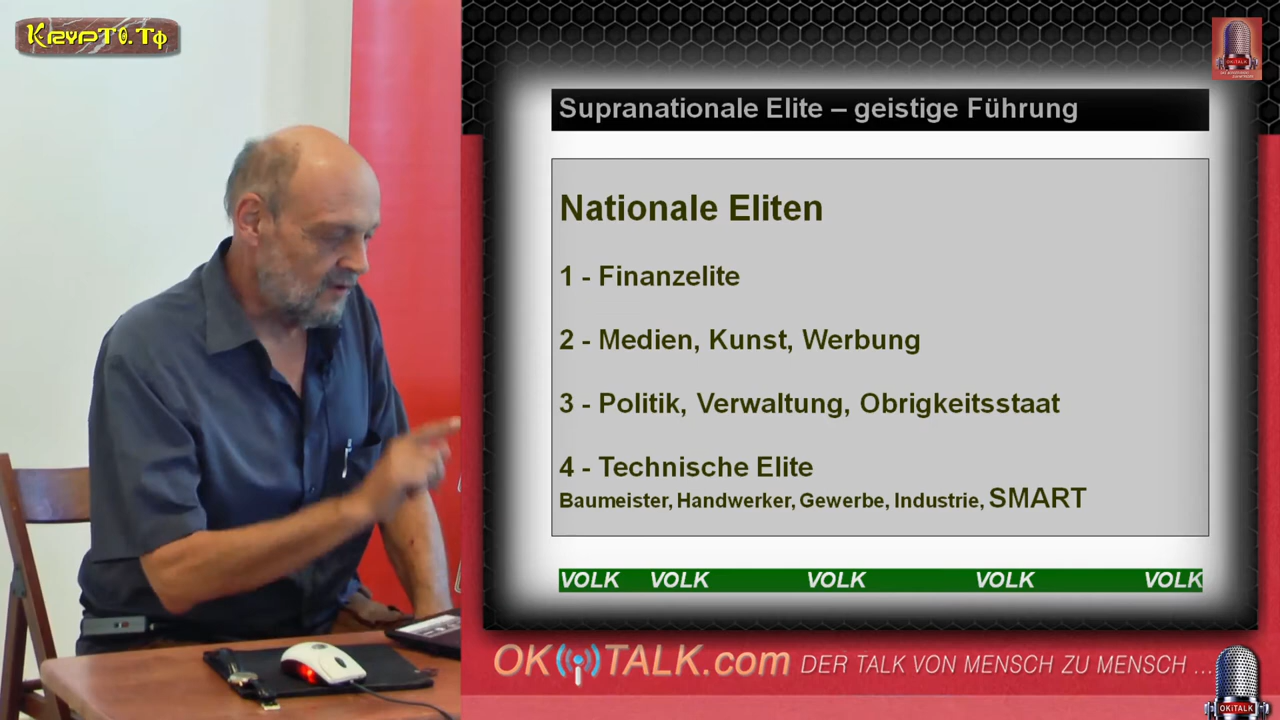 KRYPT0.Tφ
OKiTALK
Supranationale Elite – geistige Führung
Nationale Eliten
1 - Finanzelite
2 - Medien, Kunst, Werbung
3 - Politik, Verwaltung, Obrigkeitsstaat
4 - Technische Elite
Baumeister, Handwerker, Gewerbe, Industrie, SMART
VOLK VOLK VOLK VOLK VOLK
OKiTALK.com DER TALK VON MENSCH ZU MENSCH ...
OKiTALK